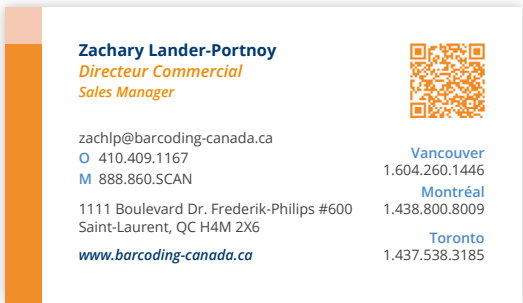 Zachary Lander-Portnoy
Directeur Commercial
Sales Manager
zachlp@barcoding-canada.ca
O 410.409.1167
M 888.860.SCAN
1111 Boulevard Dr. Frederik-Philips #600
Saint-Laurent, QC H4M 2X6
www.barcoding-canada.ca
Vancouver
1.604.260.1446
Montréal
1.438.800.8009
Toronto
1.437.538.3185